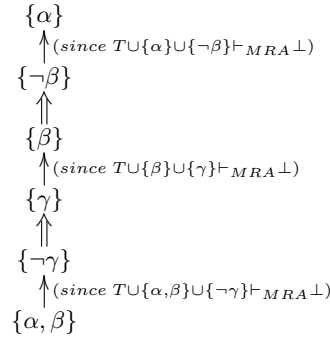 {α}
(since T∪{α}∪{¬β}⊢MRA⊥)
{¬β}
{β}
(since T∪{β}∪{γ}⊢MRA⊥)
{γ}
{¬γ}
(since T∪{α,β}∪{¬γ}⊢MRA⊥)
{α, β}